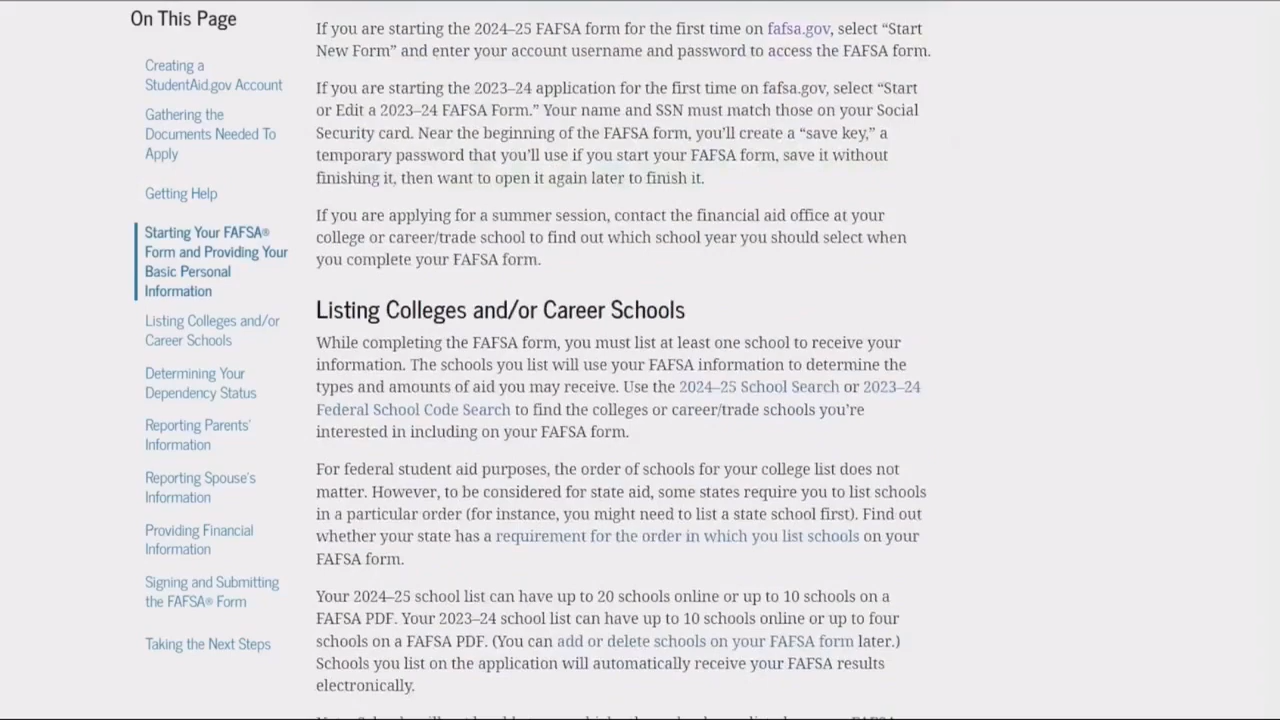 On This Page
Creating a
StudentAid.gov Account
Gathering the
Documents Needed To
Apply
Getting Help
Starting Your FAFSA®
Form and Providing Your
Basic Personal
Information
Listing Colleges and/or
Career Schools
Determining Your
Dependency Status
Reporting Parents'
Information
Reporting Spouse's
Information
Providing Financial
Information
Signing and Submitting
the FAFSA® Form
Taking the Next Steps
If you are starting the 2024–25 FAFSA form for the first time on fafsa.gov, select “Start
New Form” and enter your account username and password to access the FAFSA form.
If you are starting the 2023–24 application for the first time on fafsa.gov, select “Start
or Edit a 2023–24 FAFSA Form.” Your name and SSN must match those on your Social
Security card. Near the beginning of the FAFSA form, you’ll create a “save key,” a
temporary password that you’ll use if you start your FAFSA form, save it without
finishing it, then want to open it again later to finish it.
If you are applying for a summer session, contact the financial aid office at your
college or career/trade school to find out which school year you should select when
you complete your FAFSA form.
Listing Colleges and/or Career Schools
While completing the FAFSA form, you must list at least one school to receive your
information. The schools you list will use your FAFSA information to determine the
types and amounts of aid you may receive. Use the 2024–25 School Search or 2023–24
Federal School Code Search to find the colleges or career/trade schools you’re
interested in including on your FAFSA form.
For federal student aid purposes, the order of schools for your college list does not
matter. However, to be considered for state aid, some states require you to list schools
in a particular order (for instance, you might need to list a state school first). Find out
whether your state has a requirement for the order in which you list schools on your
FAFSA form.
Your 2024–25 school list can have up to 20 schools online or up to 10 schools on a
FAFSA PDF. Your 2023–24 school list can have up to 10 schools online or up to four
schools on a FAFSA PDF. (You can add or delete schools on your FAFSA form later.)
Schools you list on the application will automatically receive your FAFSA results
electronically.